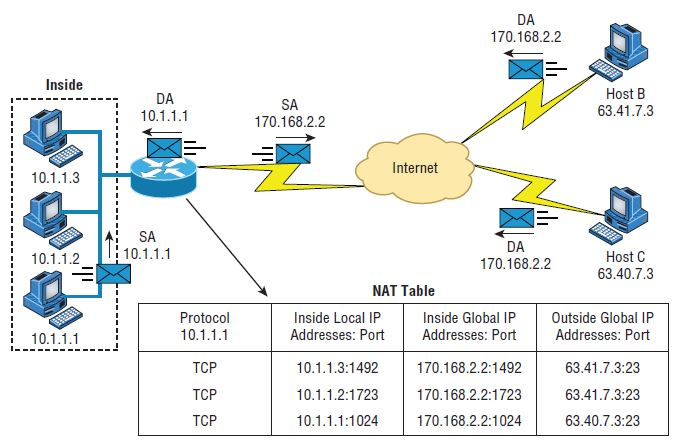 DA
170.168.2.2
Host B
63.41.7.3
Inside
DA
10.1.1.1
SA
170.168.2.2
10.1.1.3
Internet
10.1.1.2
SA
10.1.1.1
DA
170.168.2.2
Host C
63.40.7.3
10.1.1.1
NAT Table
Protocol
10.1.1.1
Inside Local IP
Addresses: Port
Inside Global IP
Addresses: Port
Outside Global IP
Addresses: Port
TCP 10.1.1.3:1492 170.168.2.2:1492 63.41.7.3:23
TCP 10.1.1.2:1723 170.168.2.2:1723 63.41.7.3:23
TCP 10.1.1.1:1024 170.168.2.2:1024 63.40.7.3:23